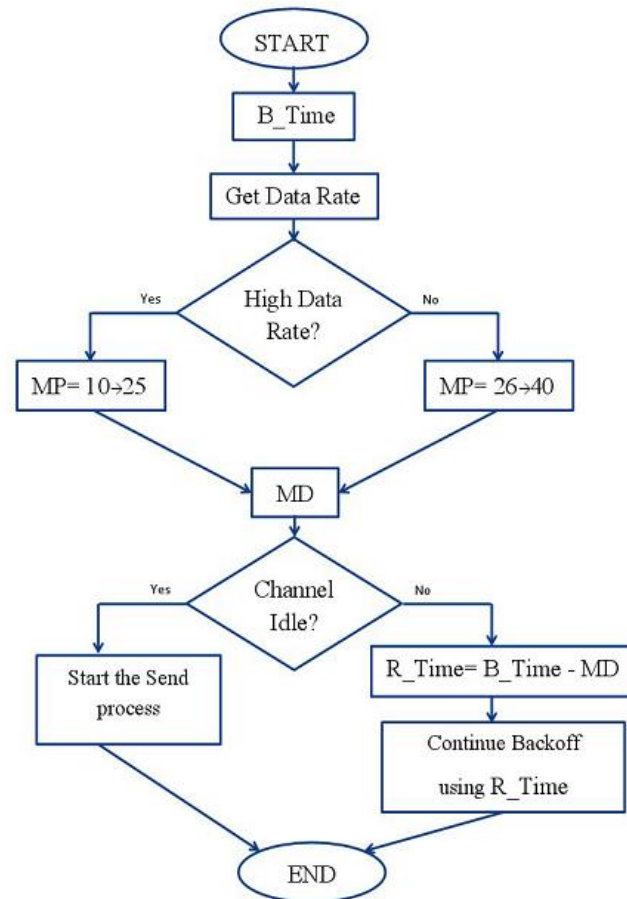 START
B_Time
Get Data Rate
High Data
Rate?
Yes
No
MP= 10→25
MP= 26→40
MD
Channel
Idle?
Yes
No
Start the Send
process
R_Time= B_Time - MD
Continue Backoff
using R_Time
END